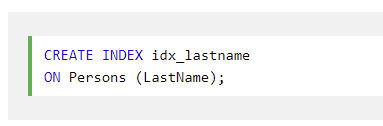 CREATE INDEX idx_lastname
ON Persons (LastName);